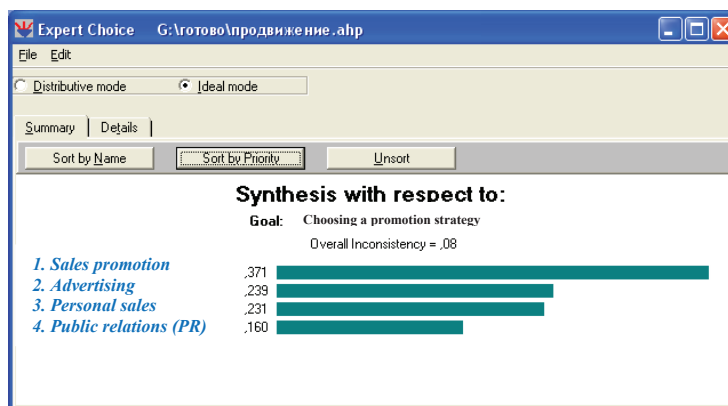 Expert Choice G:\готово\продвижение.ahp
File Edit
Distributive mode Ideal mode
Summary Details
Sort by Name Sort by Priority Unsort
Synthesis with respect to:
Goal: Choosing a promotion strategy
Overall Inconsistency = ,08
1. Sales promotion ,371
2. Advertising ,239
3. Personal sales ,231
4. Public relations (PR) ,160